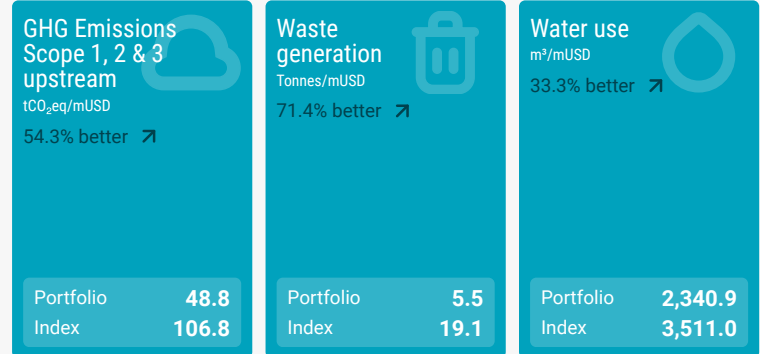 GHG Emissions
Scope 1, 2 & 3
upstream
tCO₂eq/mUSD
54.3% better
Portfolio 48.8
Index 106.8
Waste
generation
Tonnes/mUSD
71.4% better
Portfolio 5.5
Index 19.1
Water use
m³/mUSD
33.3% better
Portfolio 2,340.9
Index 3,511.0